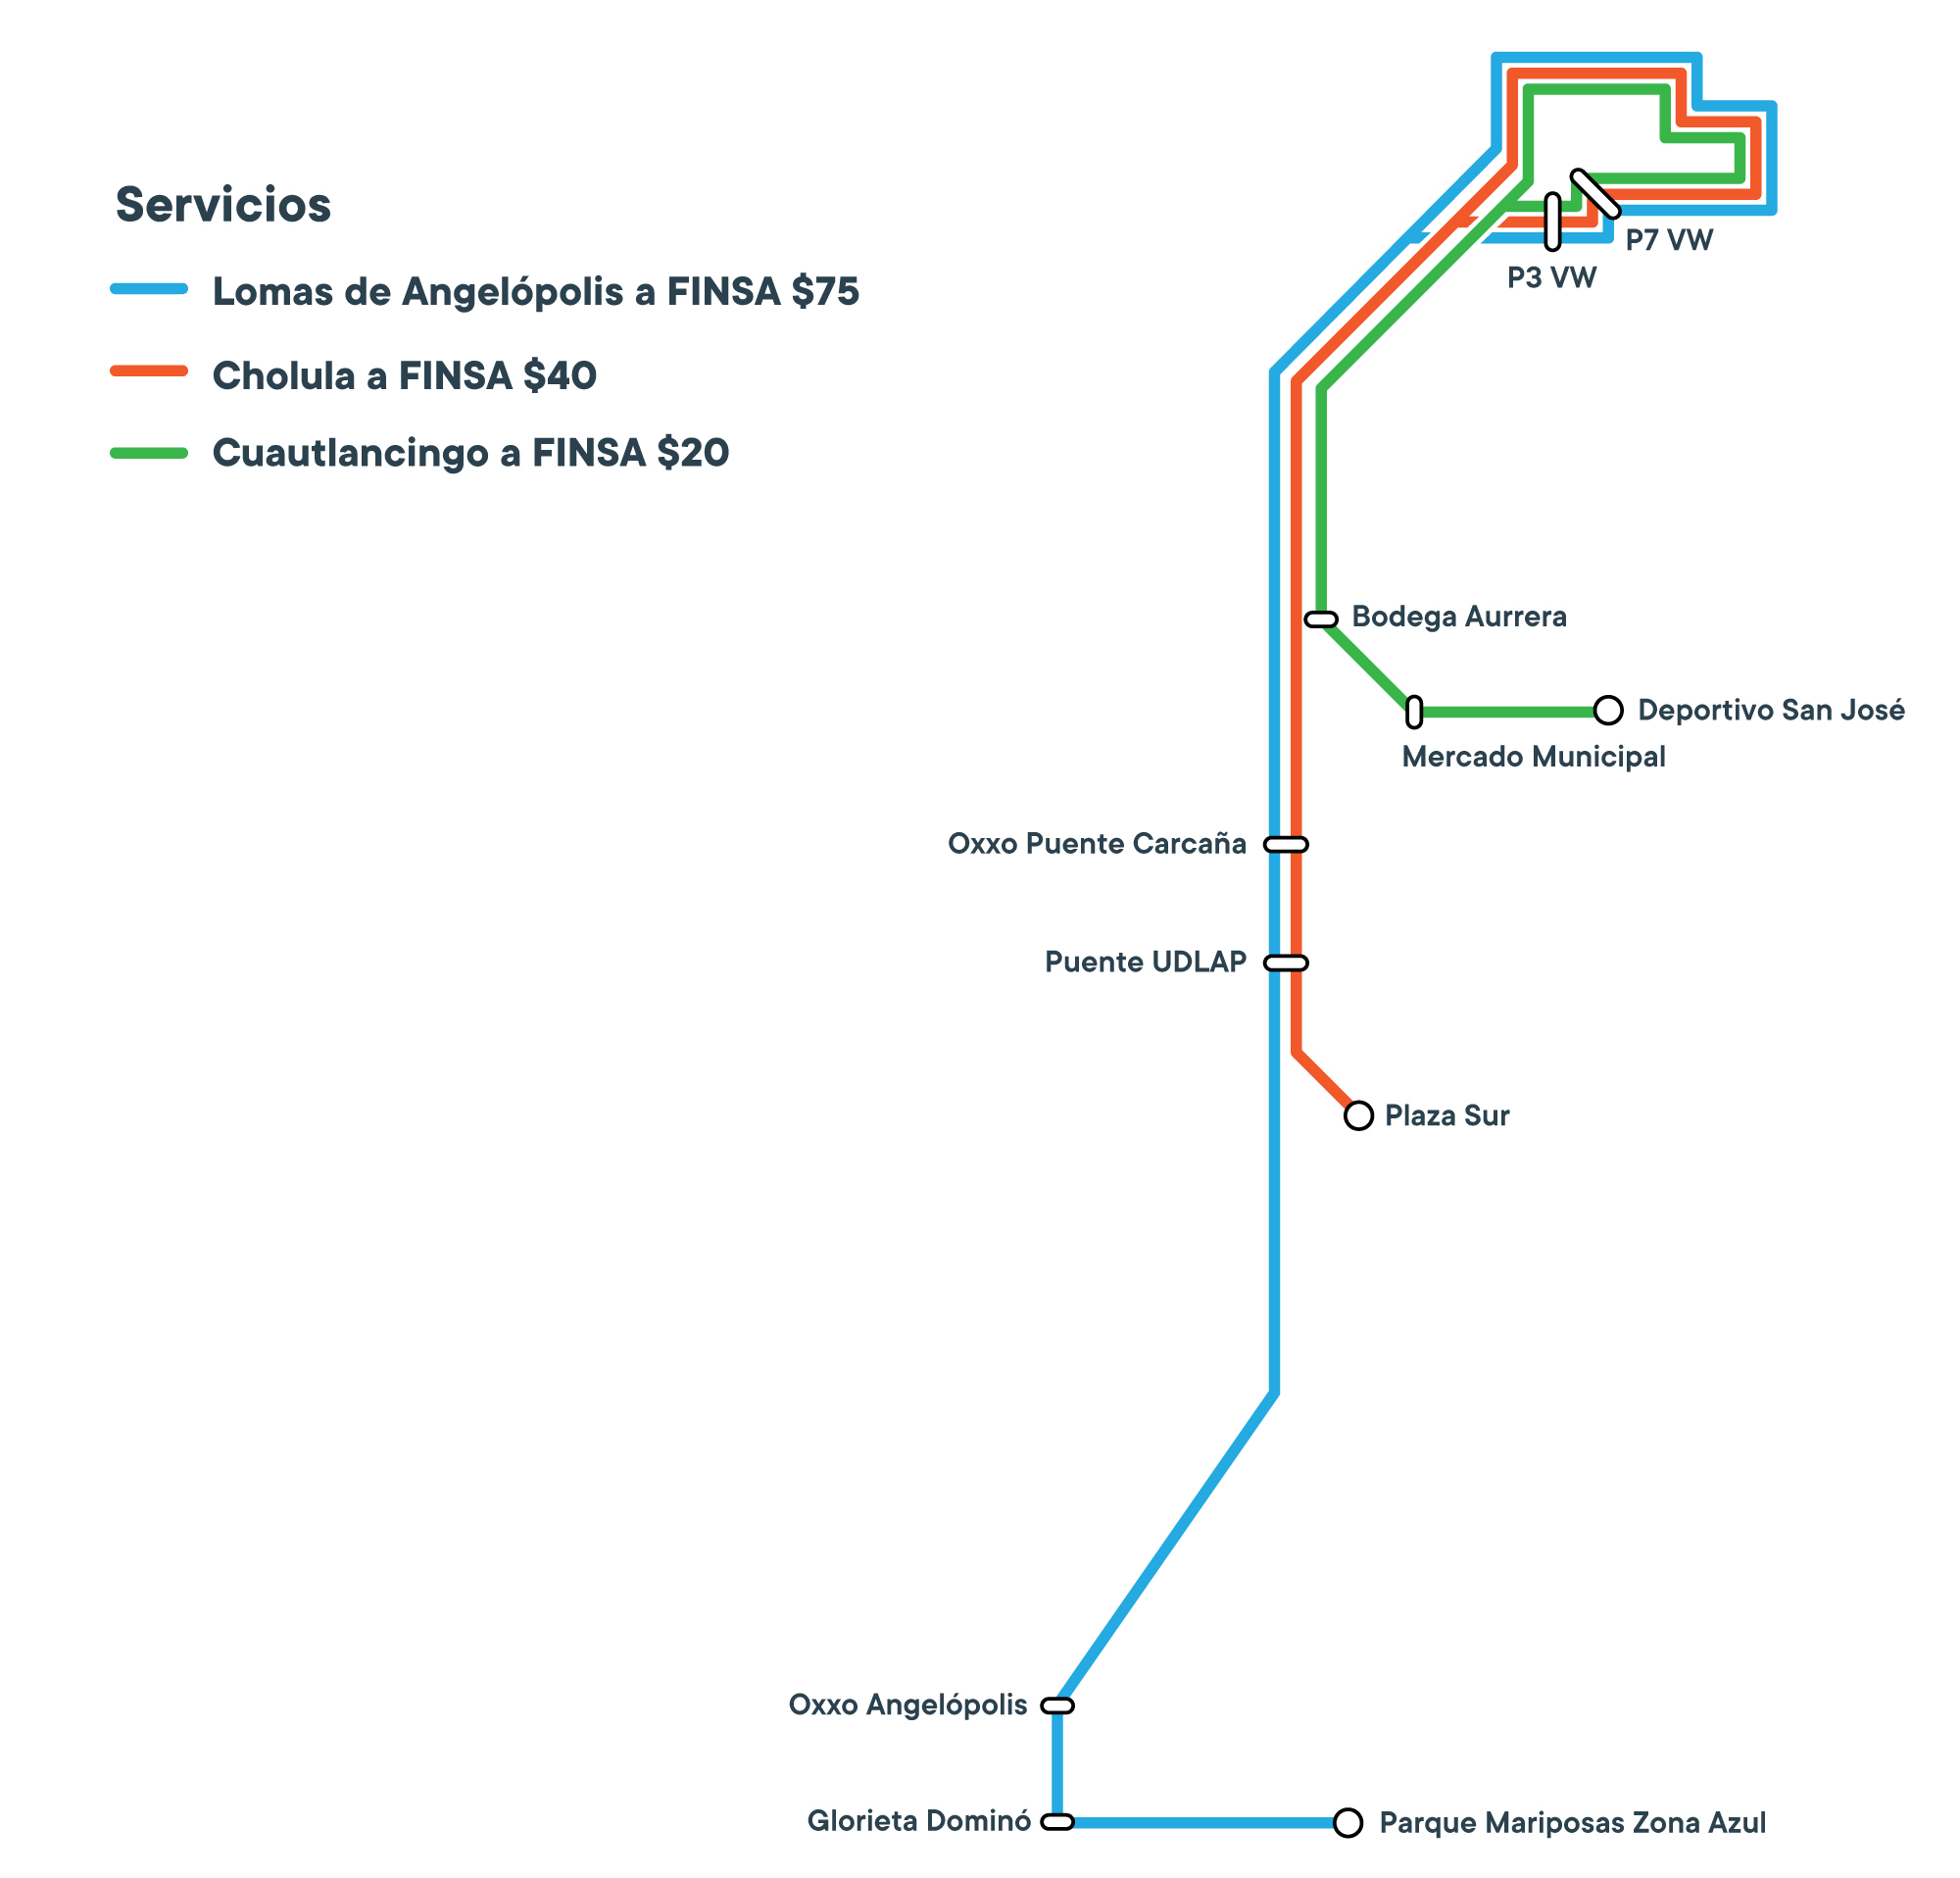 Servicios
Lomas de Angelópolis a FINSA $75
Cholula a FINSA $40
Cuautlancingo a FINSA $20
P7 VW
P3 VW
Bodega Aurrera
Deportivo San José
Mercado Municipal
Oxxo Puente Carcaña
Puente UDLAP
Plaza Sur
Oxxo Angelópolis
Glorieta Dominó
Parque Mariposas Zona Azul